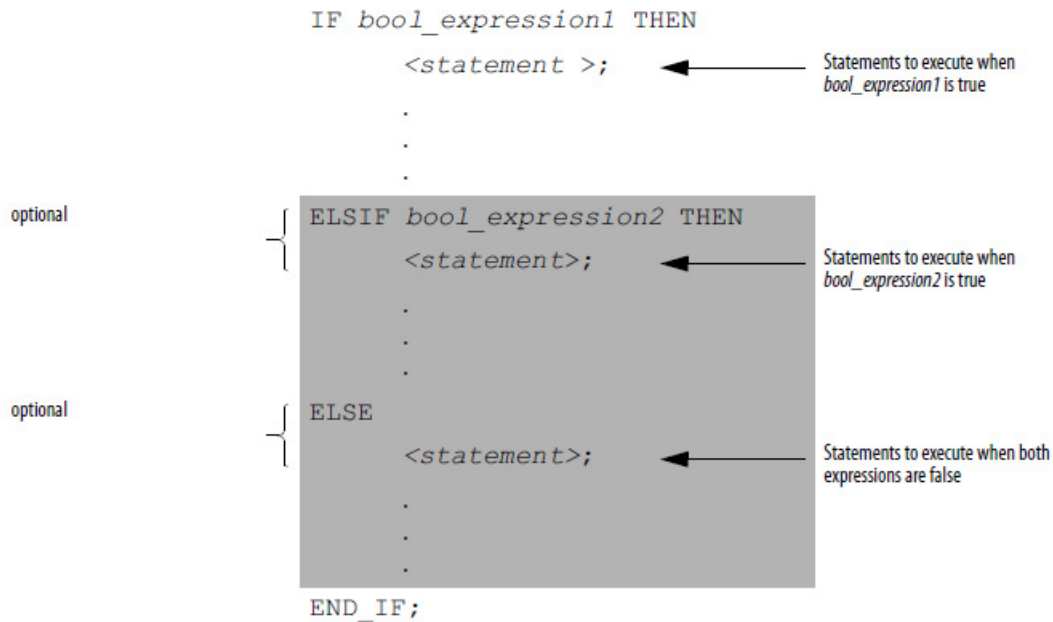 IF bool_expression1 THEN
<statement >;
Statements to execute when
bool_expression1 is true
.
.
.
optional
ELSIF bool_expression2 THEN
<statement>;
Statements to execute when
bool_expression2 is true
.
.
.
optional
ELSE
<statement>;
Statements to execute when both
expressions are false
.
.
.
END_IF;